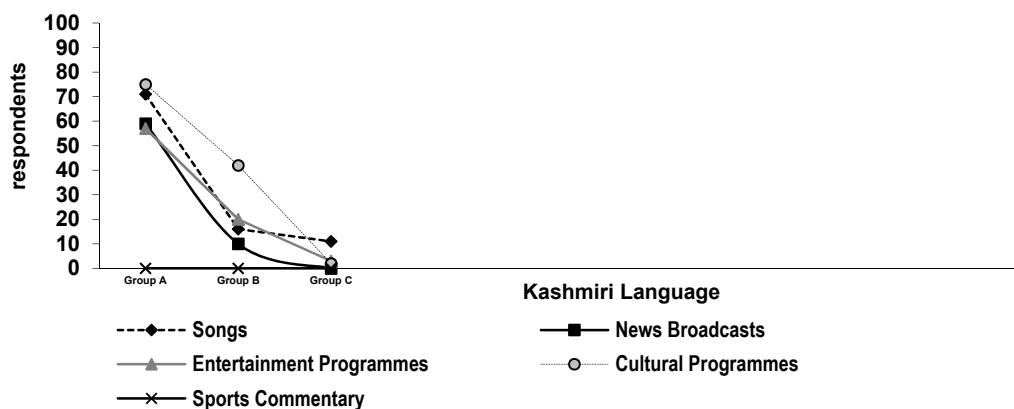 100
90
80
70
60
50
40
30
20
10
0
respondents
Group A Group B Group C
Kashmiri Language
Songs News Broadcasts
Entertainment Programmes Cultural Programmes
Sports Commentary